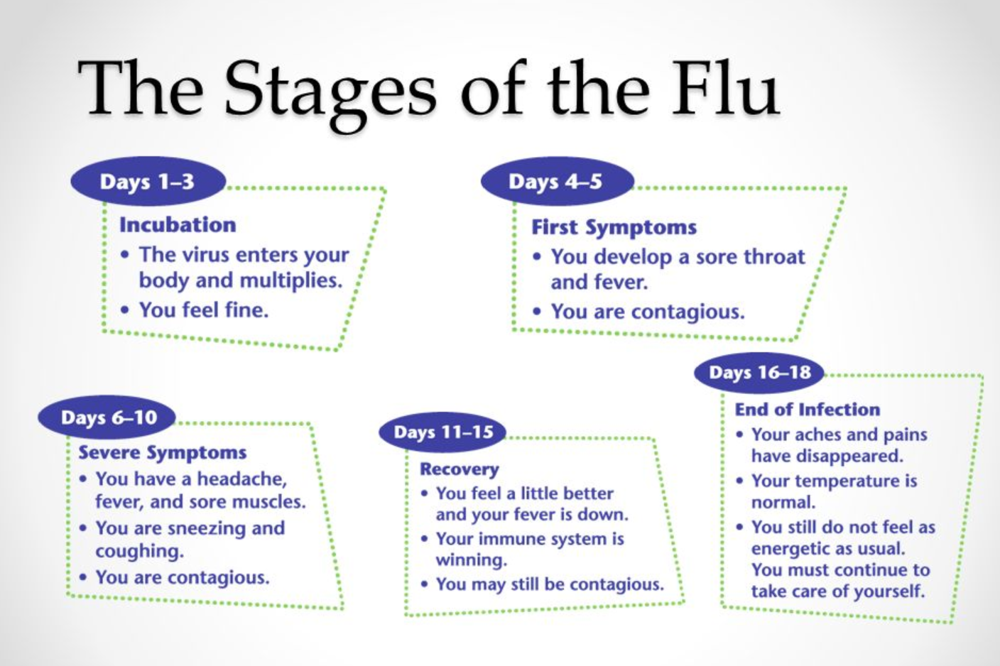 The Stages of the Flu
Days 1–3
Incubation
• The virus enters your
body and multiplies.
• You feel fine.
Days 4–5
First Symptoms
• You develop a sore throat
and fever.
• You are contagious.
Days 6–10
Severe Symptoms
• You have a headache,
fever, and sore muscles.
• You are sneezing and
coughing.
• You are contagious.
Days 11–15
Recovery
• You feel a little better
and your fever is down.
• Your immune system is
winning.
• You may still be contagious.
Days 16–18
End of Infection
• Your aches and pains
have disappeared.
• Your temperature is
normal.
• You still do not feel as
energetic as usual.
You must continue to
take care of yourself.